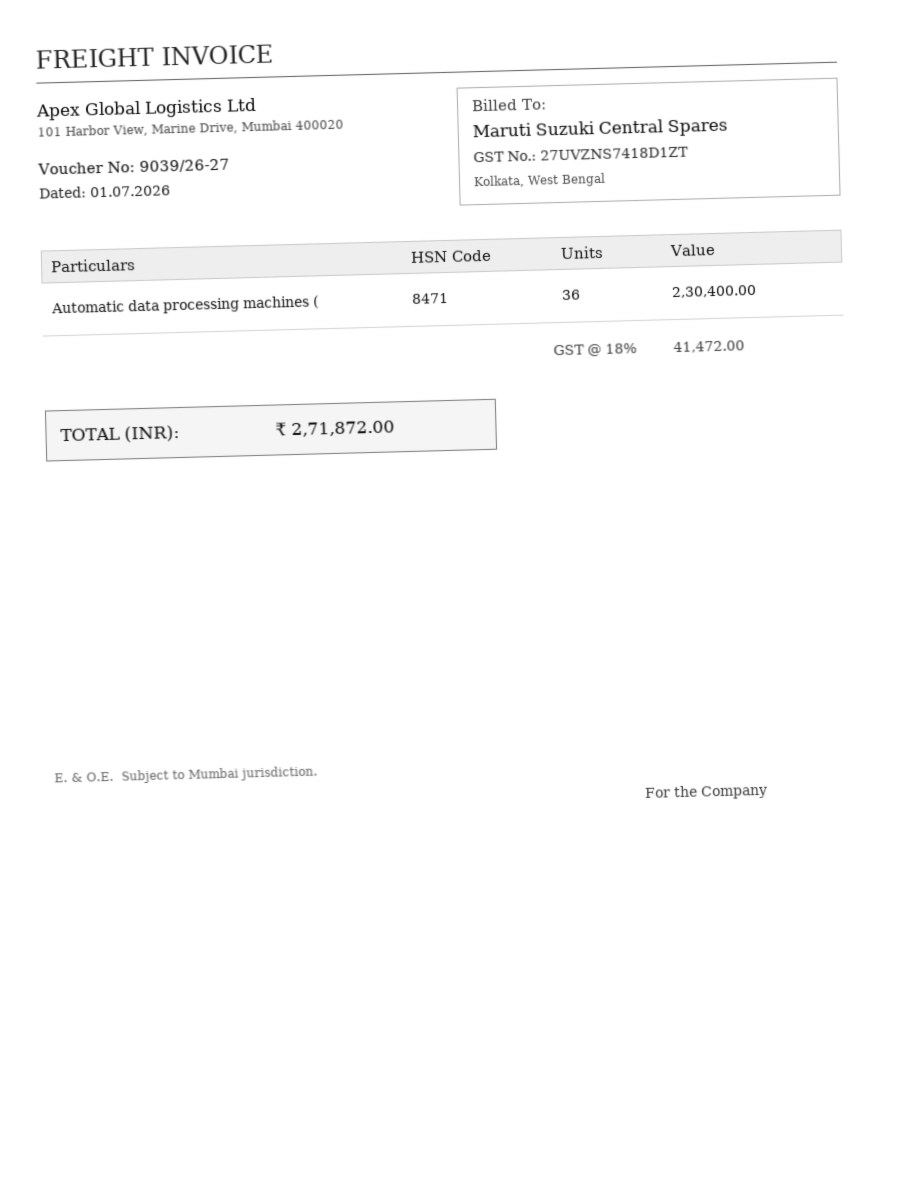 FREIGHT INVOICE
Apex Global Logistics Ltd
101 Harbor View, Marine Drive, Mumbai 400020
Voucher No: 9039/26-27
Dated: 01.07.2026
Billed To:
Maruti Suzuki Central Spares
GST No.: 27UVZNS7418D1ZT
Kolkata, West Bengal
Particulars HSN Code Units Value
Automatic data processing machines ( 8471 36 2,30,400.00
GST @ 18% 41,472.00
TOTAL (INR): ₹ 2,71,872.00
E. & O.E. Subject to Mumbai jurisdiction.
For the Company